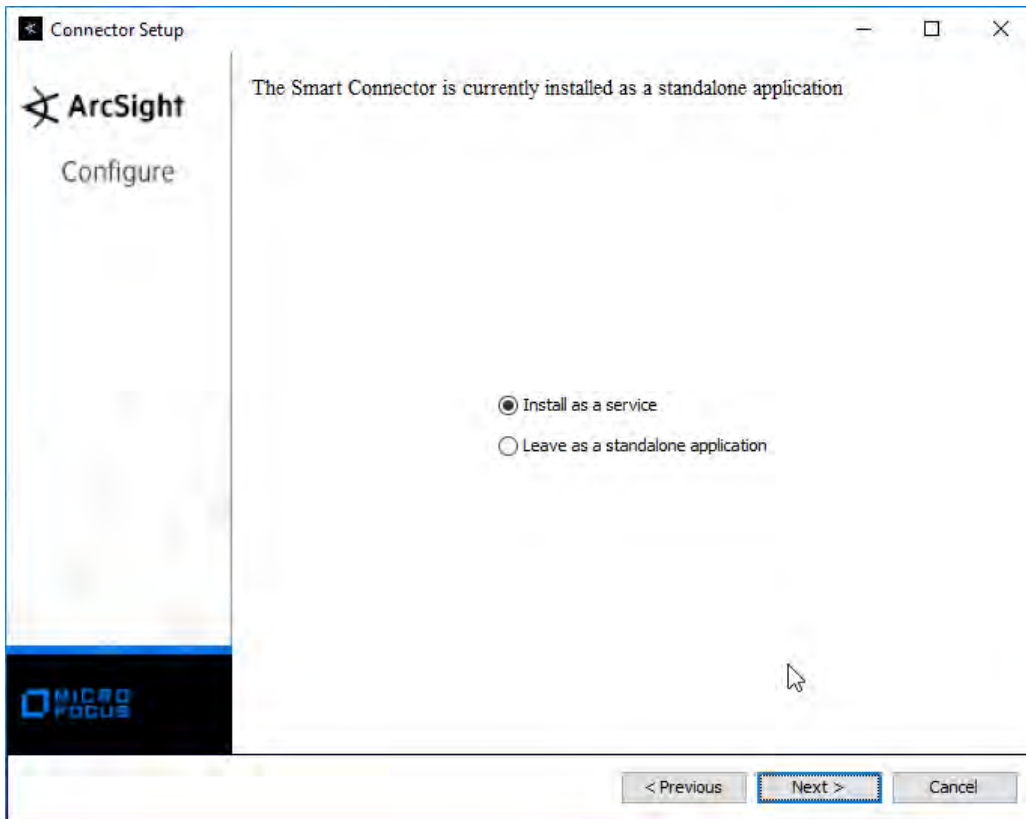 Connector Setup
ArcSight
Configure
The Smart Connector is currently installed as a standalone application
Install as a service
Leave as a standalone application
MICRO
FOCUS
< Previous
Next >
Cancel